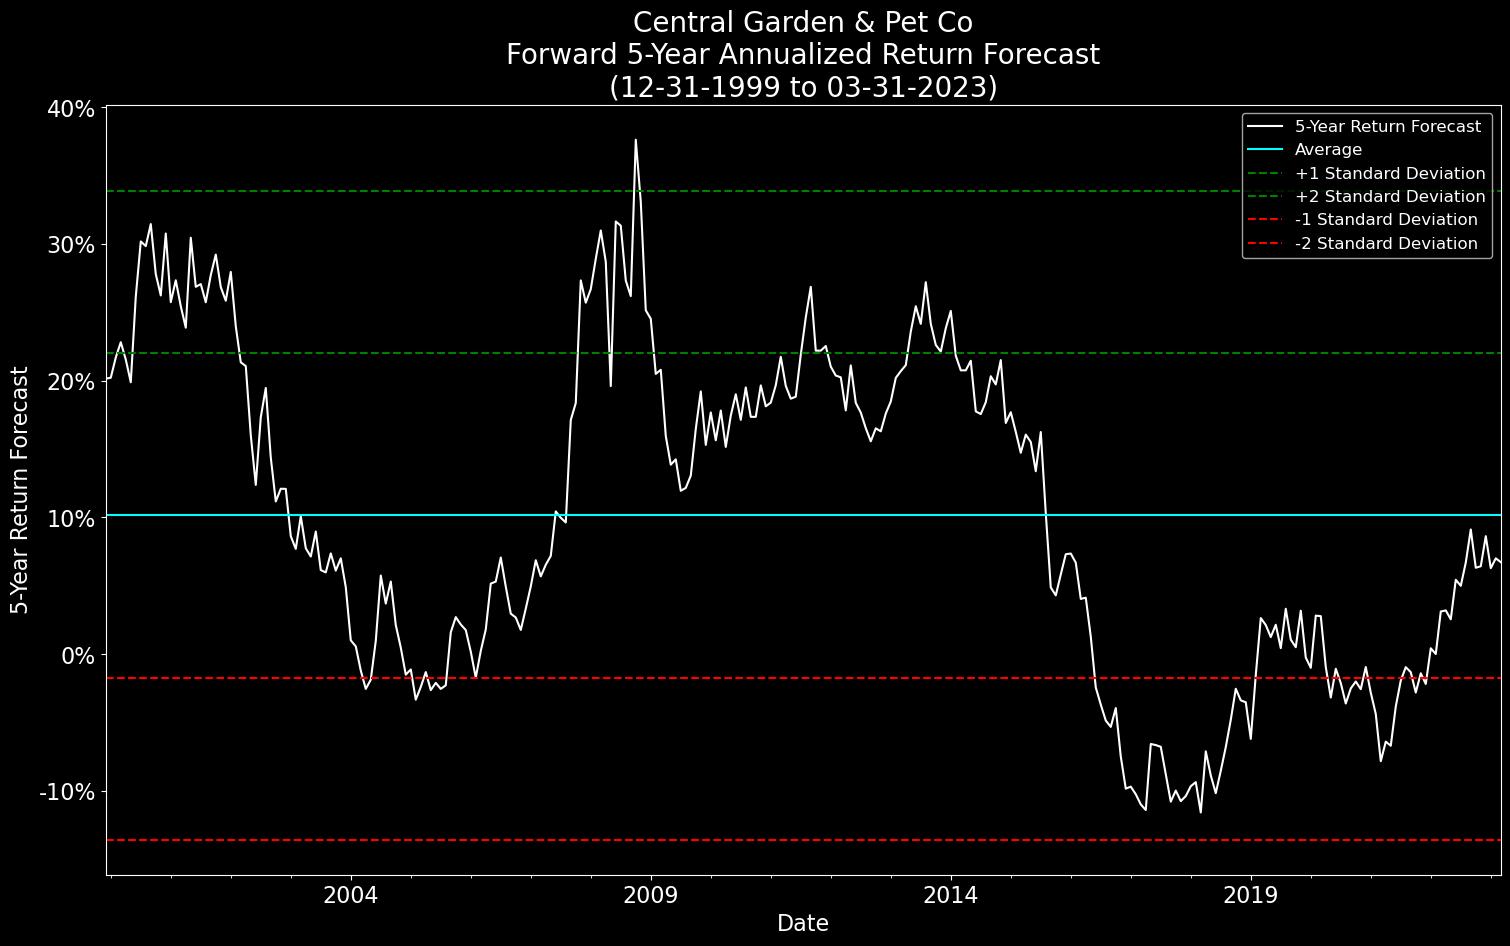 Central Garden & Pet Co
Forward 5-Year Annualized Return Forecast
(12-31-1999 to 03-31-2023)
40%
30%
20%
10%
0%
-10%
5-Year Return Forecast
5-Year Return Forecast
Average
+1 Standard Deviation
+2 Standard Deviation
-1 Standard Deviation
-2 Standard Deviation
2004
2009
2014
2019
Date